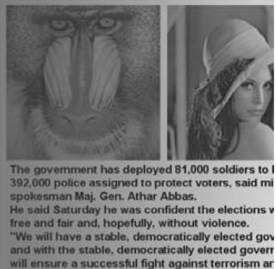 The government has deployed 81,000 soldiers to
392,000 police assigned to protect voters, said
spokesman Maj. Gen. Athar Abbas.
He said Saturday he was confident the elections
free and fair and, hopefully, without violence.
"We will have a stable, democratically elected
and with the stable, democratically elected
will ensure a successful fight against terrorism